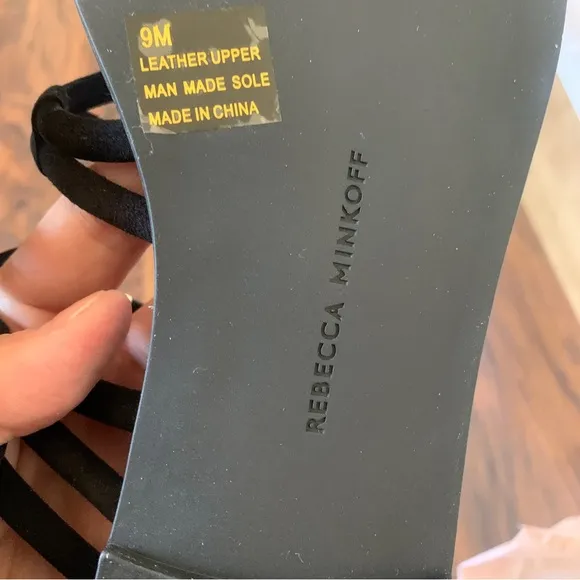 9M
LEATHER UPPER
MAN MADE SOLE
MADE IN CHINA
REBECCA MINKOFF